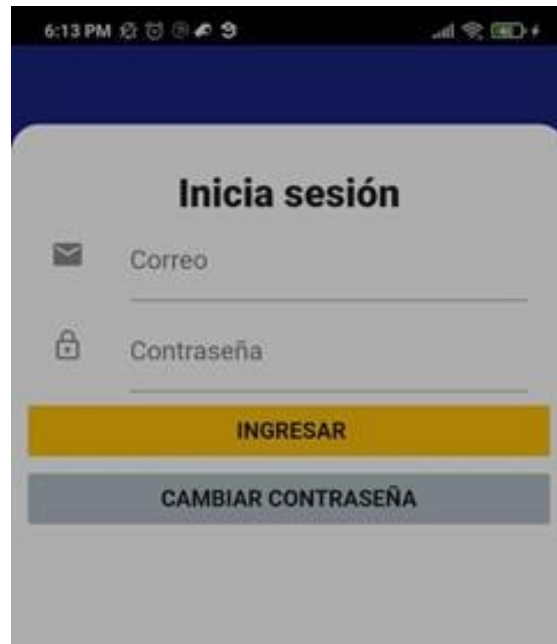 6:13 PM
Inicia sesión
Correo
Contraseña
INGRESAR
CAMBIAR CONTRASEÑA